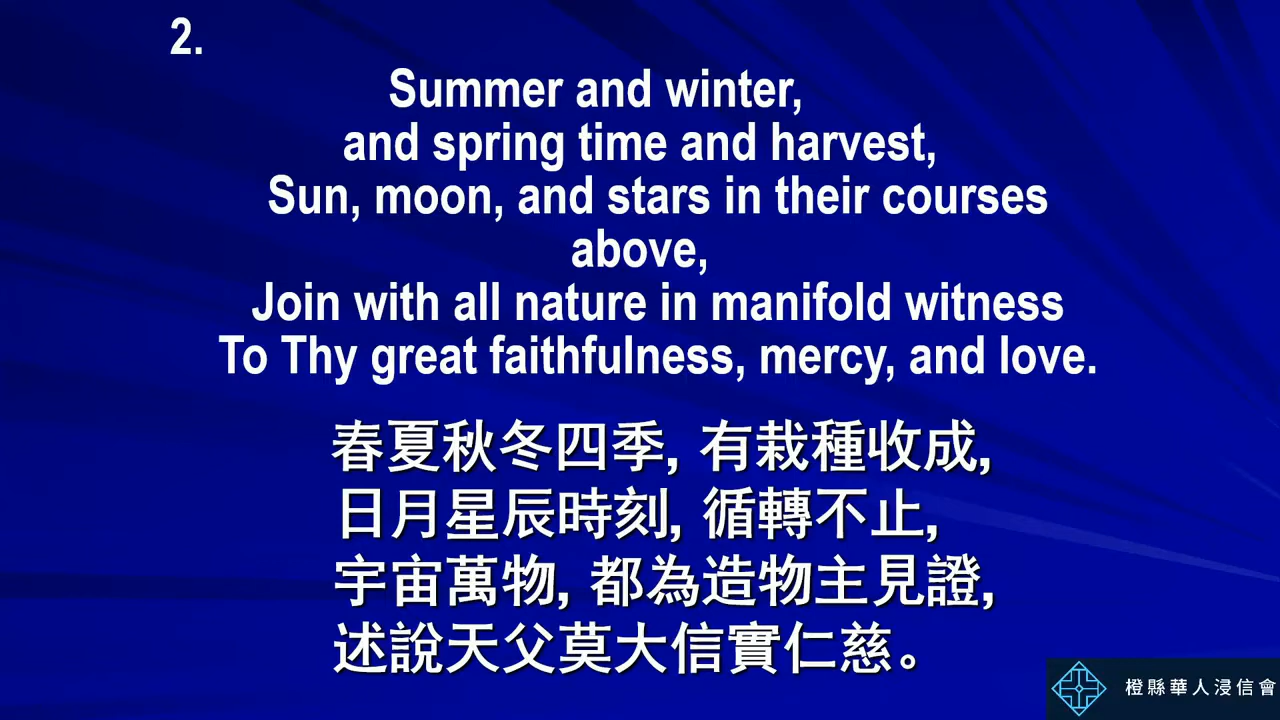 2.
Summer and winter,
and spring time and harvest,
Sun, moon, and stars in their courses
above,
Join with all nature in manifold witness
To Thy great faithfulness, mercy, and love.
春夏秋冬四季, 有栽種收成,
日月星辰時刻, 循轉不止,
宇宙萬物, 都為造物主見證,
述說天父莫大信實仁慈。
橙縣華人浸信會